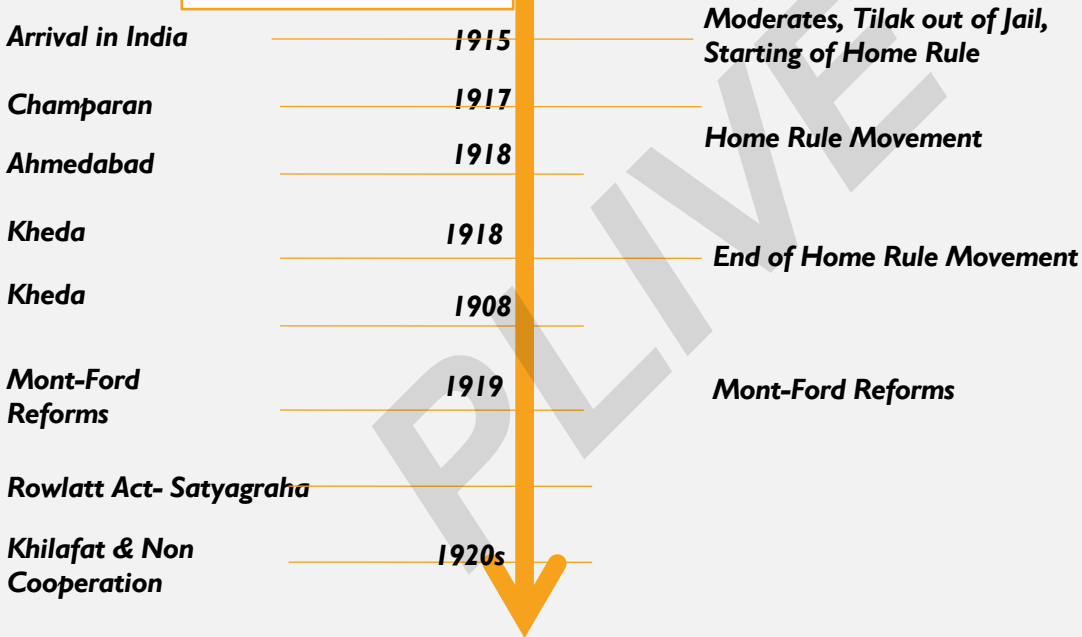 Arrival in India
1915
Moderates, Tilak out of Jail,
Starting of Home Rule
Champaran
1917
Home Rule Movement
Ahmedabad
1918
Kheda
1918
End of Home Rule Movement
Kheda
1908
Mont-Ford
Reforms
1919
Mont-Ford Reforms
Rowlatt Act- Satyagraha
Khilafat & Non
Cooperation
1920s
PLIVE